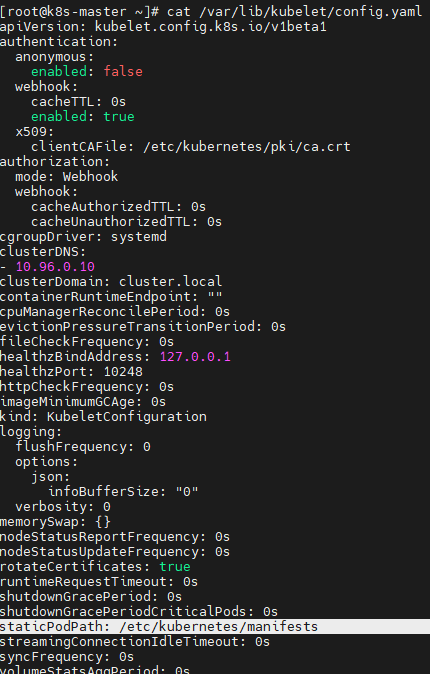 [root@k8s-master ~]# cat /var/lib/kubelet/config.yaml
apiVersion: kubelet.config.k8s.io/v1beta1
authentication:
  anonymous:
    enabled: false
  webhook:
    cacheTTL: 0s
    enabled: true
  x509:
    clientCAFile: /etc/kubernetes/pki/ca.crt
authorization:
  mode: Webhook
  webhook:
    cacheAuthorizedTTL: 0s
    cacheUnauthorizedTTL: 0s
cgroupDriver: systemd
clusterDNS:
- 10.96.0.10
clusterDomain: cluster.local
containerRuntimeEndpoint: ""
cpuManagerReconcilePeriod: 0s
evictionPressureTransitionPeriod: 0s
fileCheckFrequency: 0s
healthzBindAddress: 127.0.0.1
healthzPort: 10248
httpCheckFrequency: 0s
imageMinimumGCAge: 0s
kind: KubeletConfiguration
logging:
  flushFrequency: 0
  options:
    json:
      infoBufferSize: "0"
  verbosity: 0
memorySwap: {}
nodeStatusReportFrequency: 0s
nodeStatusUpdateFrequency: 0s
rotateCertificates: true
runtimeRequestTimeout: 0s
shutdownGracePeriod: 0s
shutdownGracePeriodCriticalPods: 0s
staticPodPath: /etc/kubernetes/manifests
streamingConnectionIdleTimeout: 0s
syncFrequency: 0s
volumeStatsAggPeriod: 0s